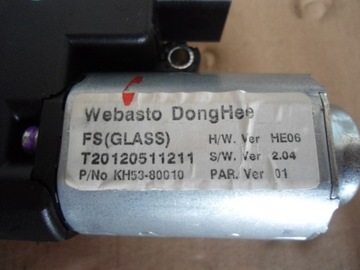 Webasto DongHee
FS(GLASS) H/W. Ver HE06
T20120511211 S/W. Ver 2.04
P/No KH53-80010 PAR. Ver 01